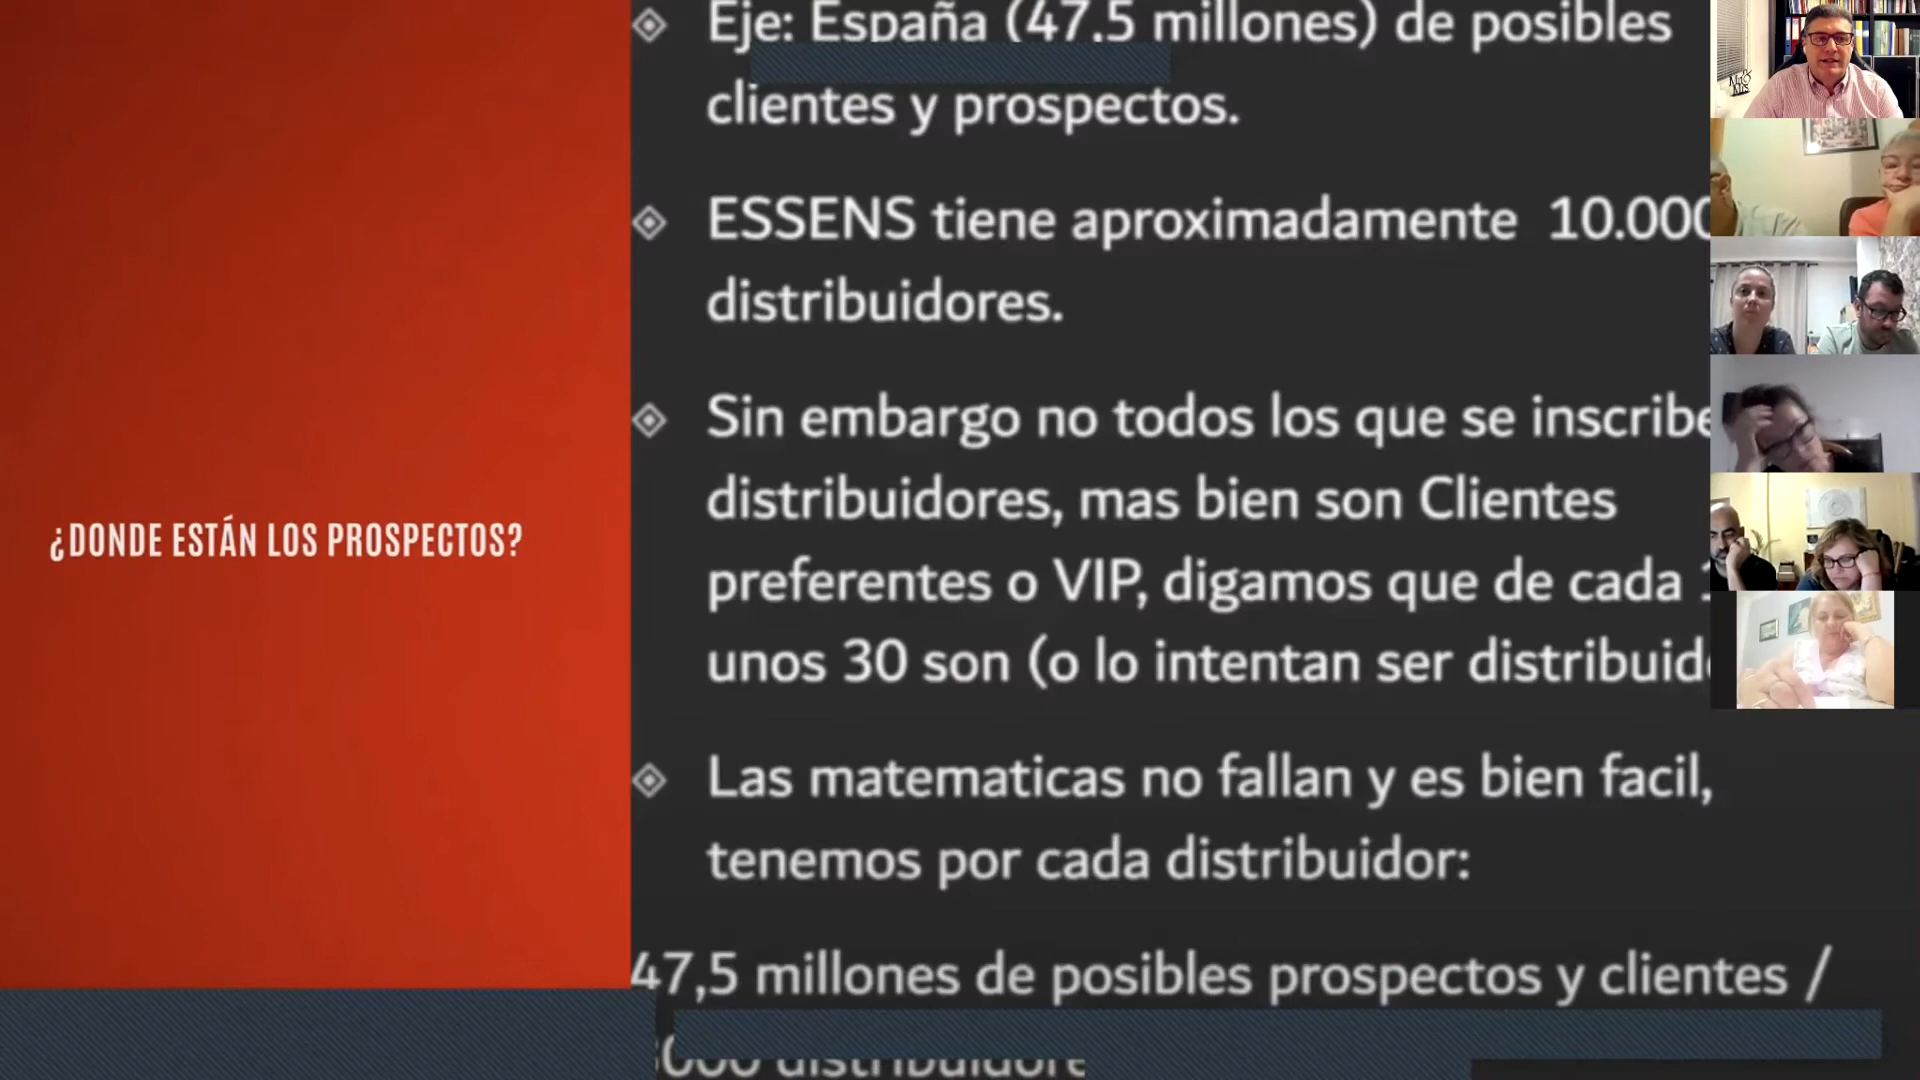 ¿DONDE ESTÁN LOS PROSPECTOS?
Eje: España (47,5 millones) de posibles
clientes y prospectos.
ESSENS tiene aproximadamente 10.000
distribuidores.
Sin embargo no todos los que se inscribe
distribuidores, mas bien son Clientes
preferentes o VIP, digamos que de cada
unos 30 son (o lo intentan ser distribuid
Las matematicas no fallan y es bien facil,
tenemos por cada distribuidor:
47,5 millones de posibles prospectos y clientes /